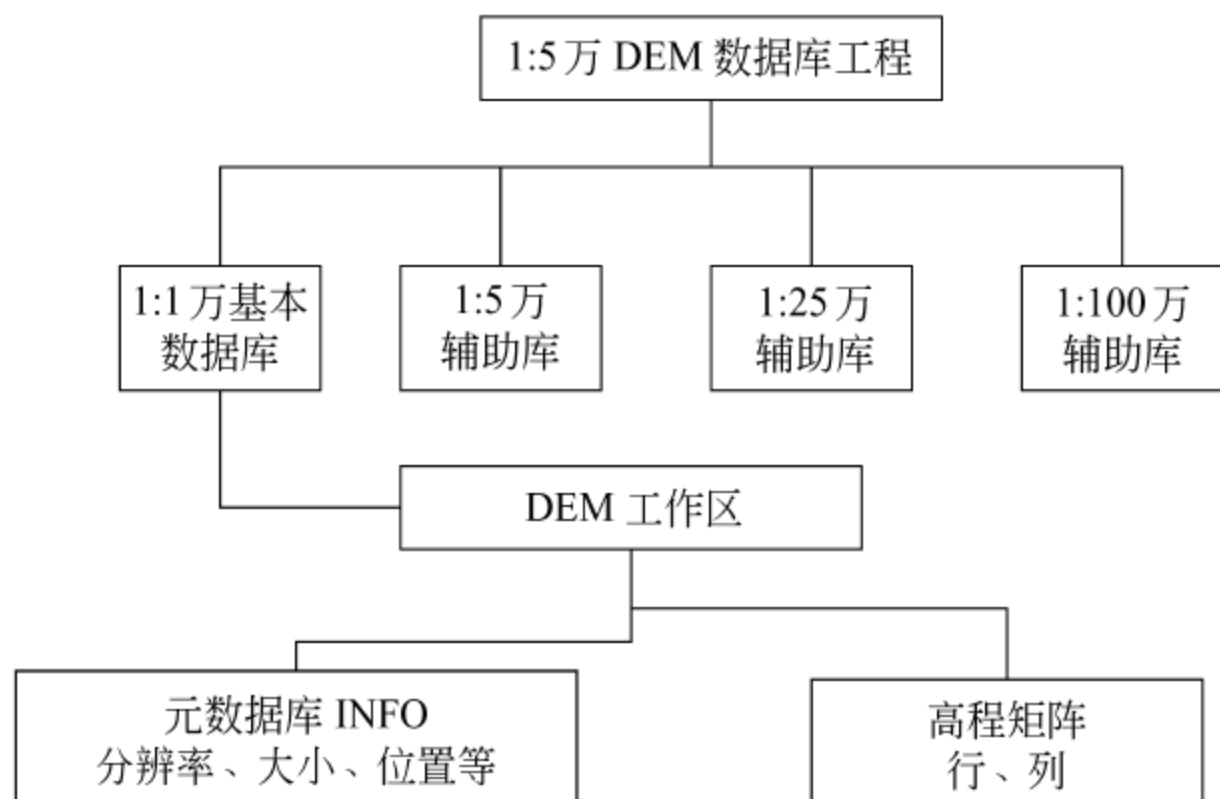 1:5万 DEM 数据库工程
1:1万基本
数据库
1:5万
辅助库
1:25万
辅助库
1:100万
辅助库
DEM 工作区
元数据库 INFO
分辨率、大小、位置等
高程矩阵
行、列